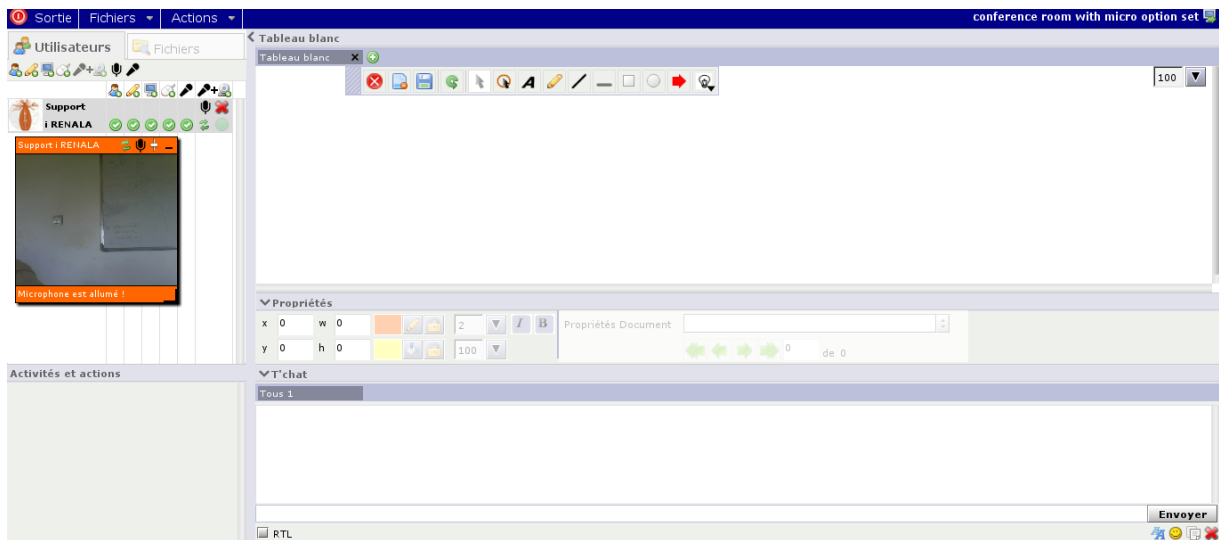 Sortie Fichiers Actions conference room with micro option set
Utilisateurs Fichiers
Tableau blanc
Tableau blanc
100
Support
i RENALA
Support i RENALA
Microphone est allumé !
Propriétés
x 0 w 0 2 I B Propriétés Document
y 0 h 0 100 0 de 0
Activités et actions
T'chat
Tous 1
Envoyer
RTL